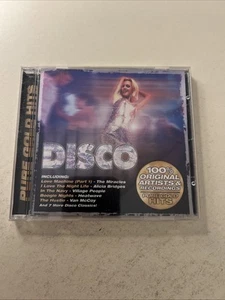 PURE GOLD HITS
DISCO
INCLUDING:
Love Machine (Part 1) - The Miracles
I Love The Night Life - Alicia Bridges
In The Navy - Village People
Boogie Nights - Heatwave
The Hustle - Van McCoy
And 7 More Disco Classics!
100%
ORIGINAL
ARTISTS &
RECORDINGS
HITS